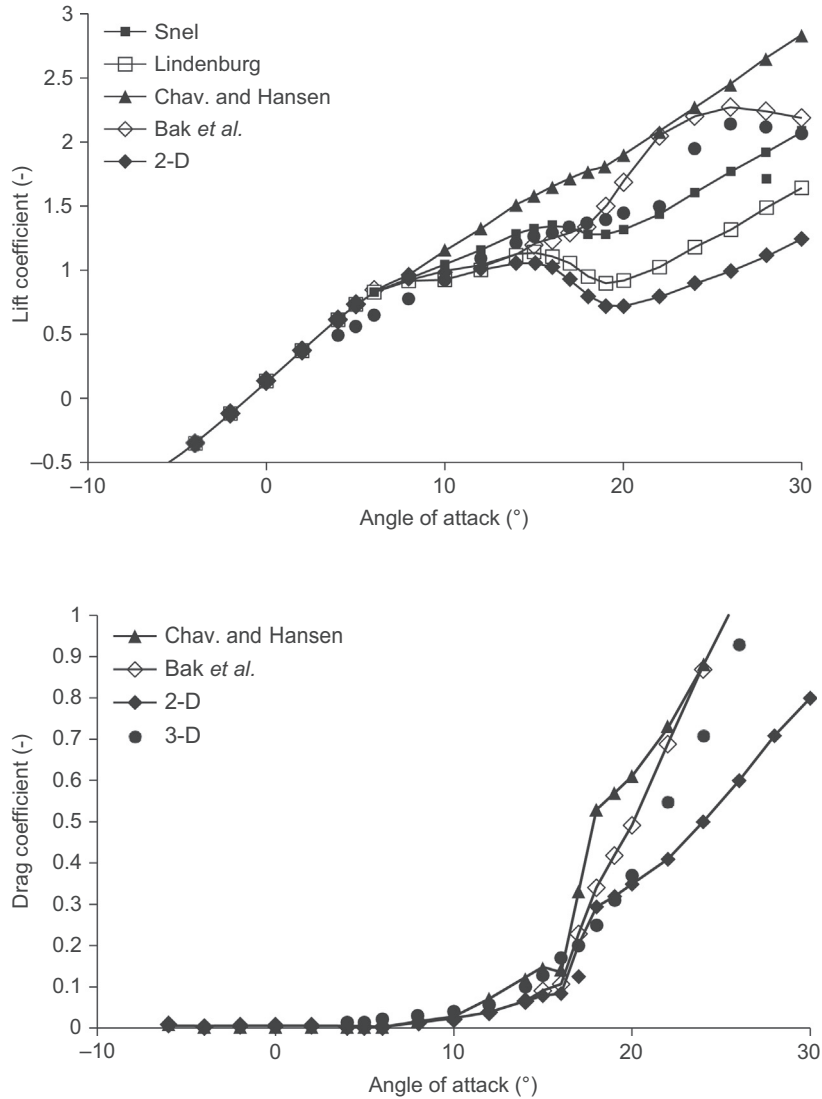 3
2.5
2
1.5
1
0.5
0
–0.5
Snel
Lindenburg
Chav. and Hansen
Bak et al.
2-D
–10
0
10
20
30
Lift coefficient (-)
Angle of attack (°)
1
0.9
0.8
0.7
0.6
0.5
0.4
0.3
0.2
0.1
0
Chav. and Hansen
Bak et al.
2-D
3-D
–10
0
10
20
30
Drag coefficient (-)
Angle of attack (°)